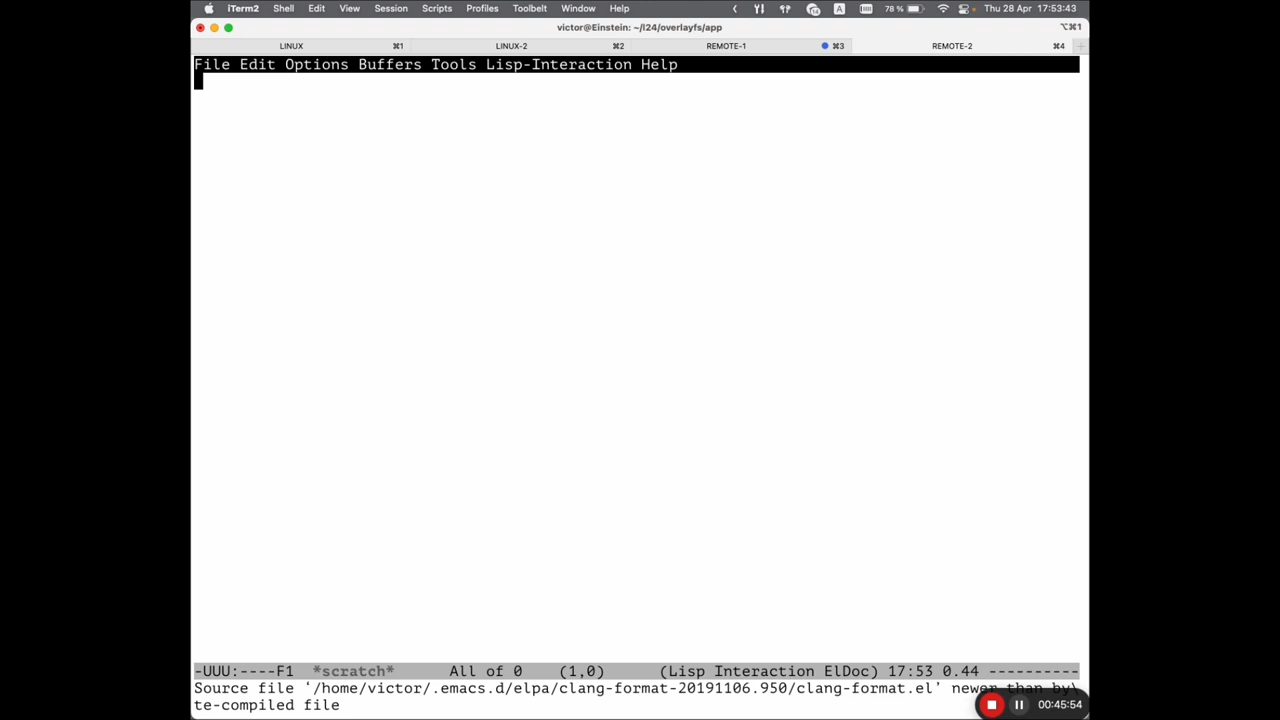 iTerm2 Shell Edit View Session Scripts Profiles Toolbelt Window Help 78 % A Thu 28 Apr 17:53:43
victor@Einstein: ~/l24/overlayfs/app ⌥⌘1
LINUX ⌘1 LINUX-2 ⌘2 REMOTE-1 ⌘3 REMOTE-2 ⌘4
File Edit Options Buffers Tools Lisp-Interaction Help
-UUU:----F1 *scratch* All of 0 (1,0) (Lisp Interaction ElDoc) 17:53 0.44 ----------
Source file ‘/home/victor/.emacs.d/elpa/clang-format-20191106.950/clang-format.el’ newer than by\
te-compiled file
00:45:54